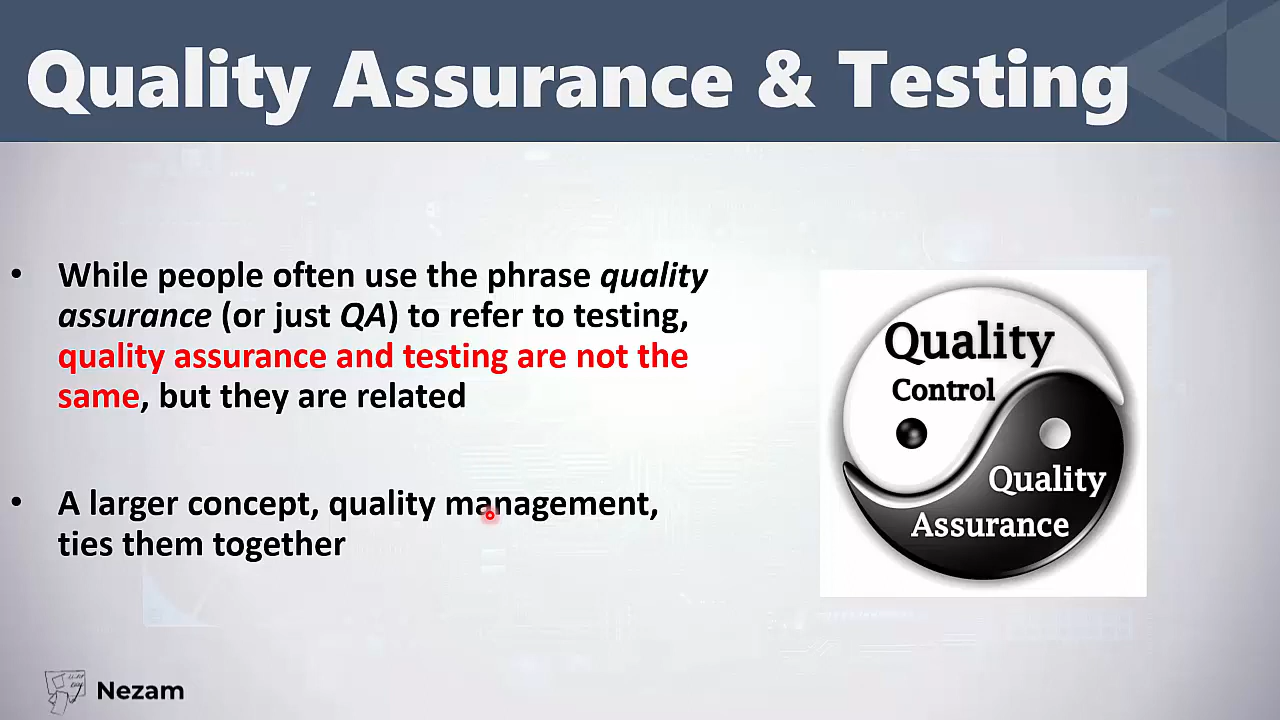 Quality Assurance & Testing
• While people often use the phrase quality
assurance (or just QA) to refer to testing,
quality assurance and testing are not the
same, but they are related
• A larger concept, quality management,
ties them together
Quality
Control
Quality
Assurance
Nezam